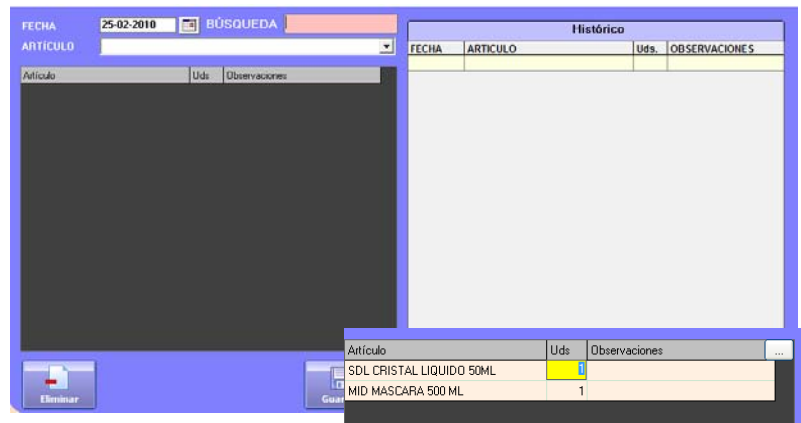 FECHA 25-02-2010 BÚSQUEDA
ARTÍCULO
Artículo Uds Observaciones
Histórico
FECHA ARTICULO Uds. OBSERVACIONES
Eliminar
Artículo Uds Observaciones ...
SDL CRISTAL LIQUIDO 50ML 1
MID MASCARA 500 ML 1